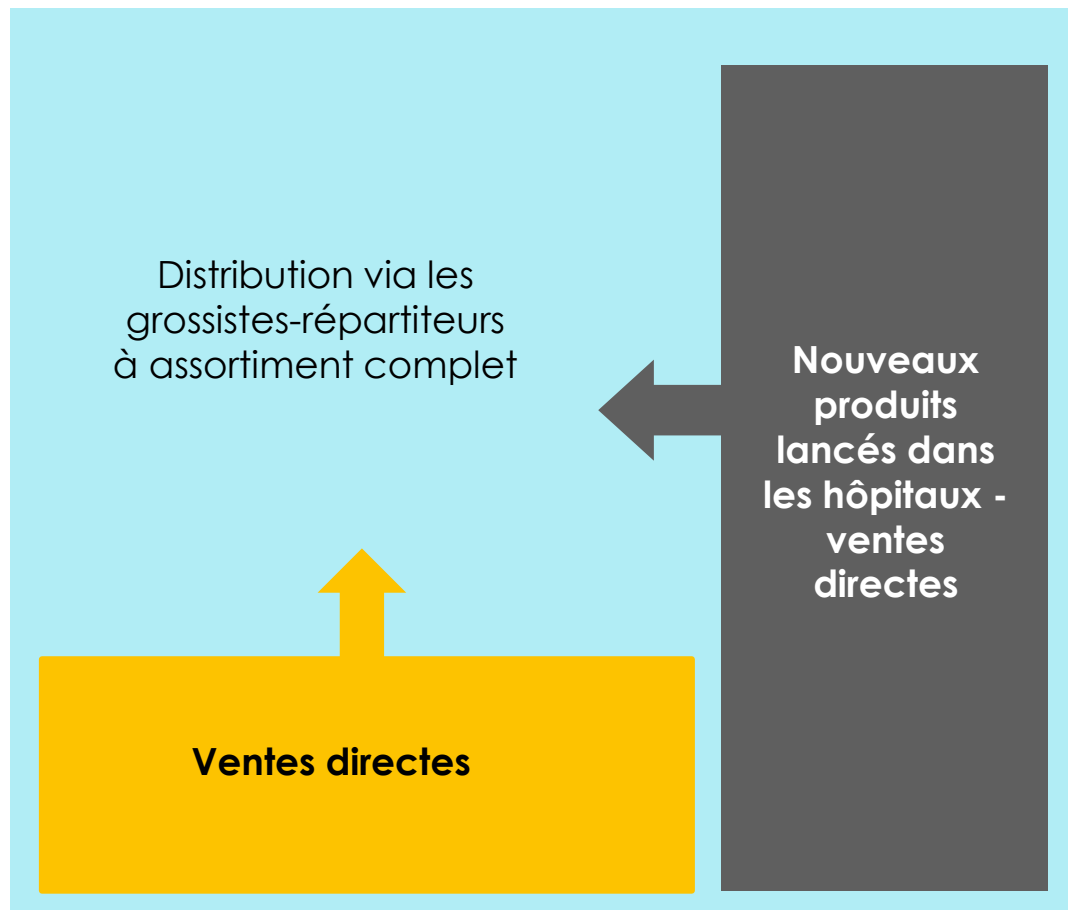 Distribution via les
grossistes-répartiteurs
à assortiment complet
Nouveaux
produits
lancés dans
les hôpitaux -
ventes
directes
Ventes directes